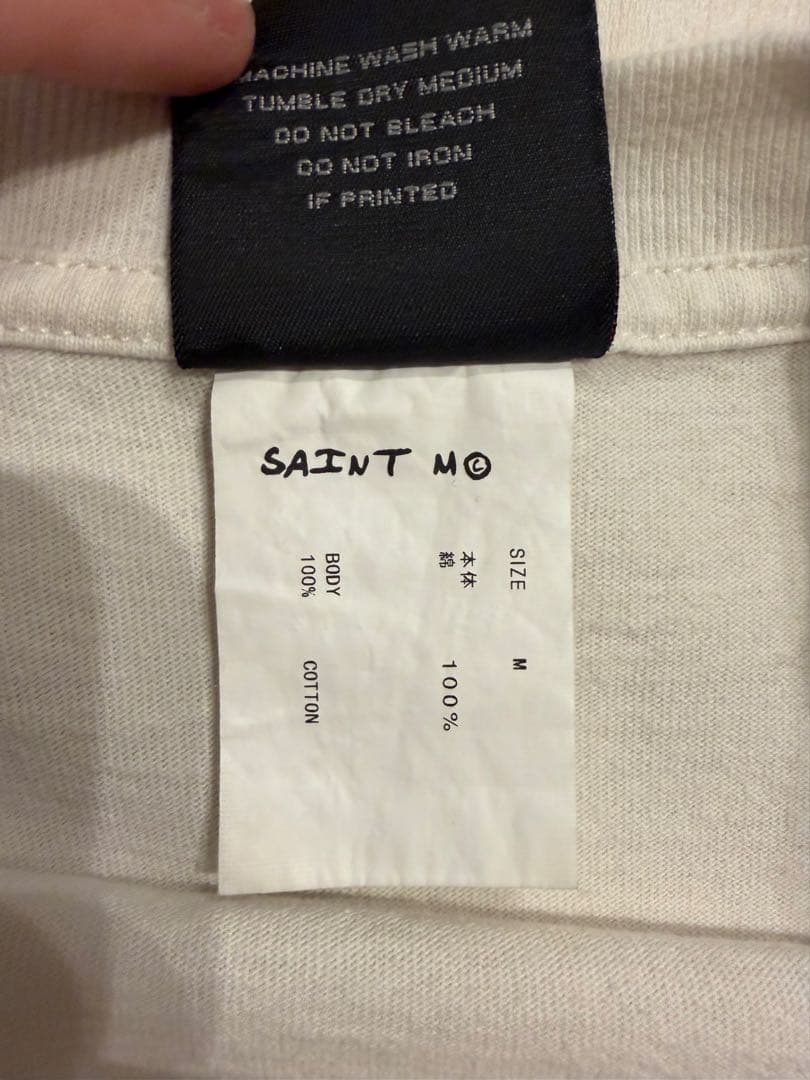 MACHINE WASH WARM
TUMBLE DRY MEDIUM
DO NOT BLEACH
DO NOT IRON
IF PRINTED
SAINT M©
SIZE M
本体
綿 100%
BODY
100% COTTON